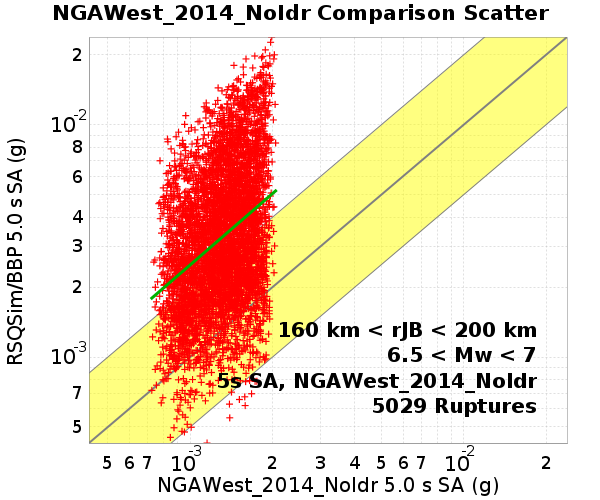 NGAWest_2014_NoIdr Comparison Scatter
2
10-2
8
6
4
3
2
10-3
7
5
RSQSim/BBP 5.0 s SA (g)
160 km < rJB < 200 km
6.5 < Mw < 7
5s SA, NGAWest_2014_NoIdr
5029 Ruptures
5 6 7 10-3 2 3 4 5 6 7 10-2 2
NGAWest_2014_NoIdr 5.0 s SA (g)